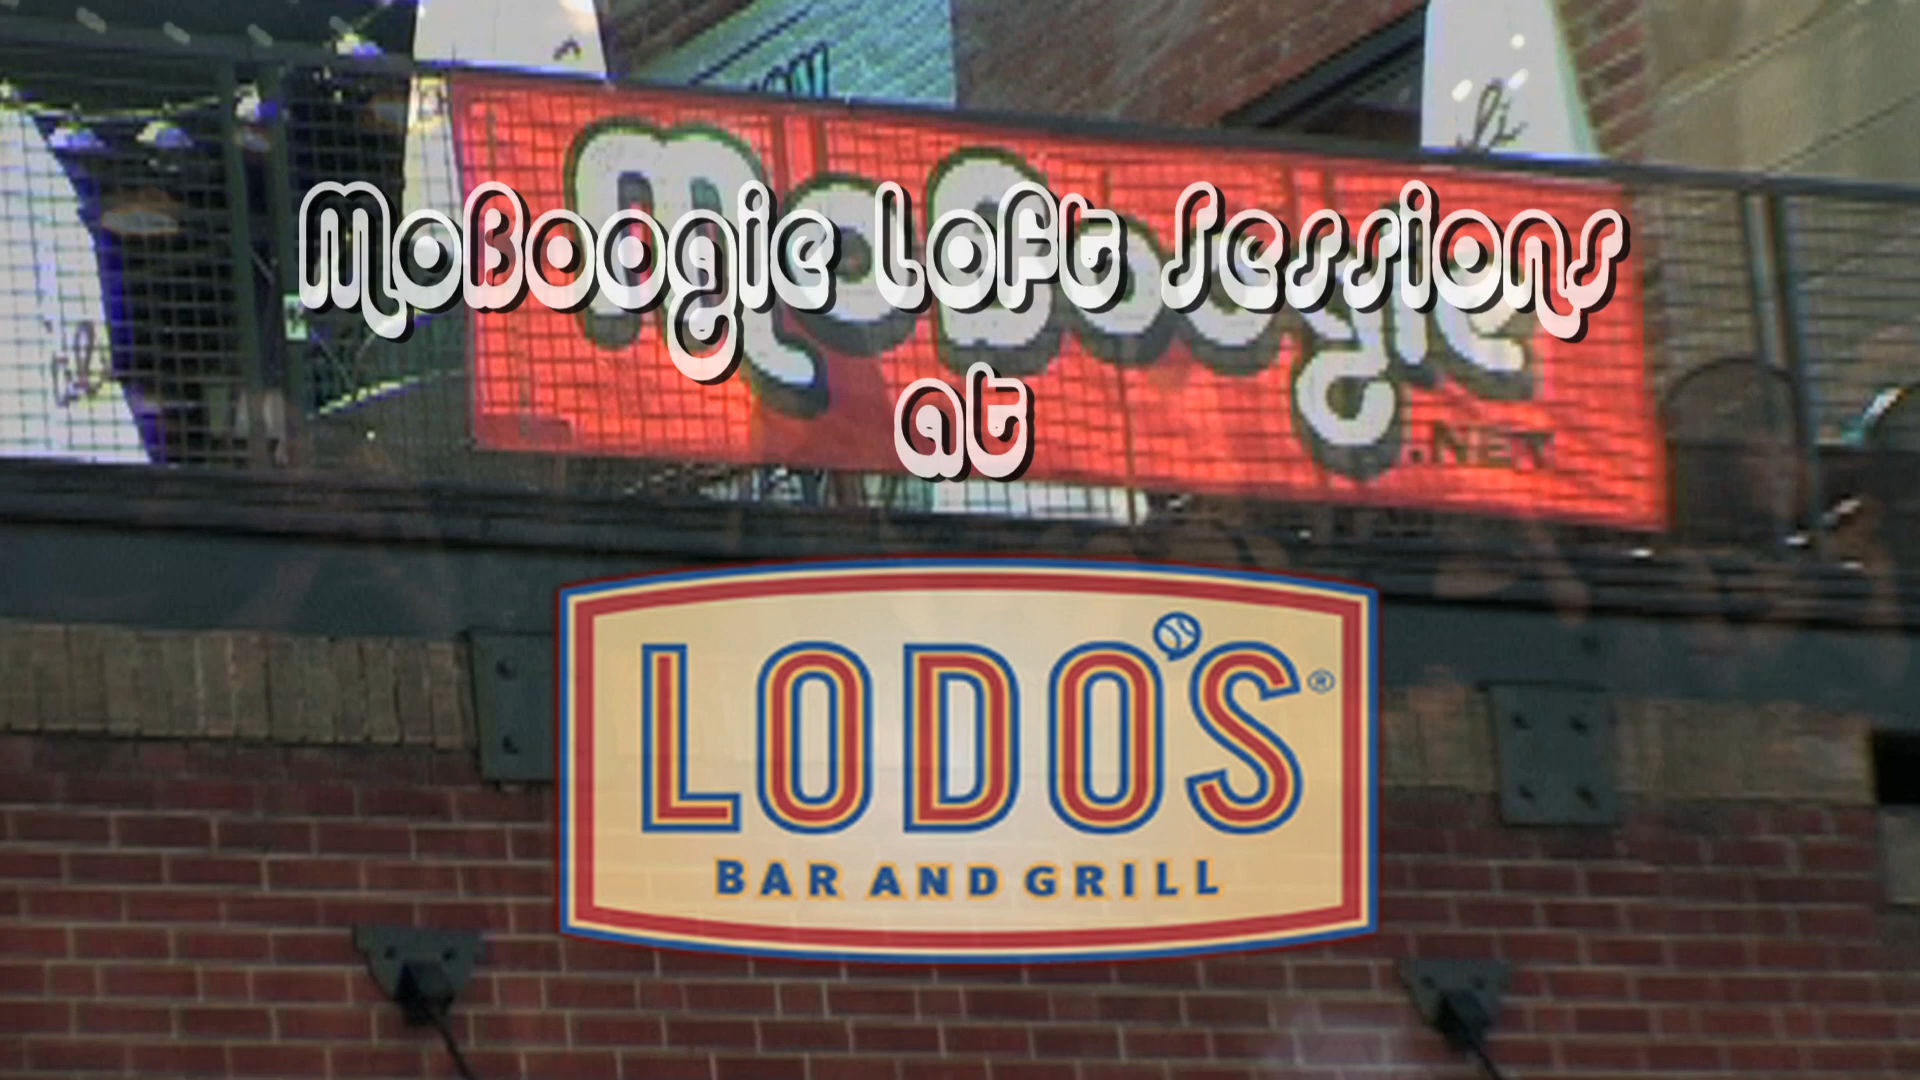 MoBoogie Loft Sessions
at
MoBoogie
.NET
LODO'S®
BAR AND GRILL